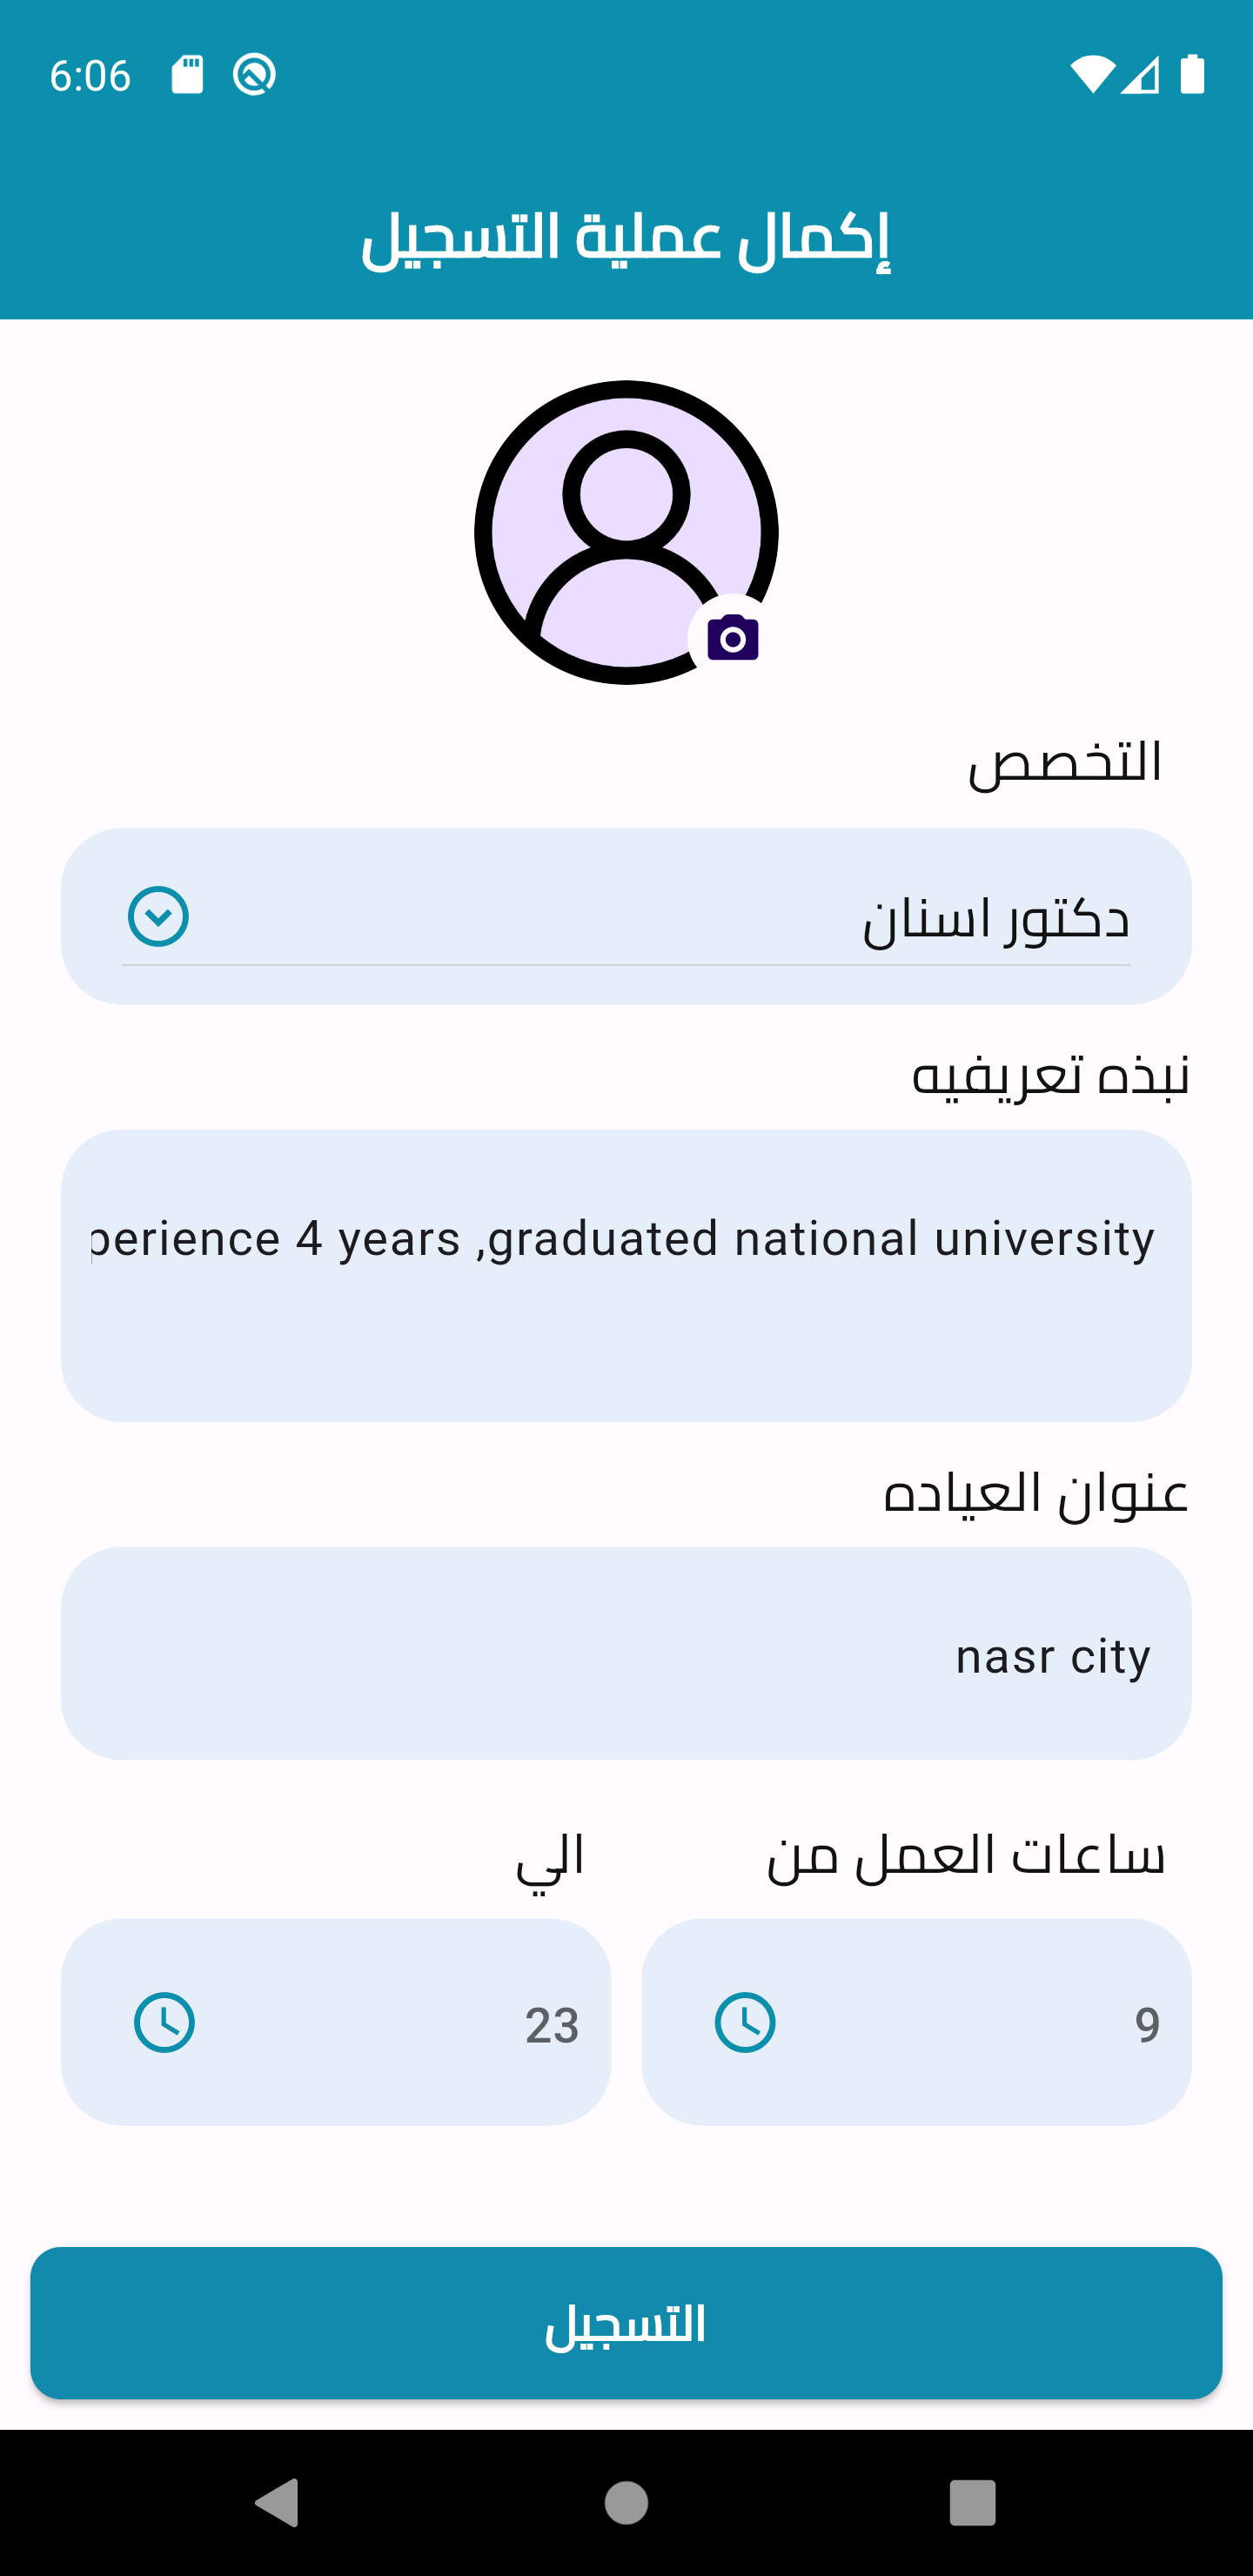 6:06
إكمال عملية التسجيل
التخصص
دكتور اسنان
نبذه تعريفيه
perience 4 years ,graduated national university
عنوان العياده
nasr city
ساعات العمل من
الي
9
23
التسجيل